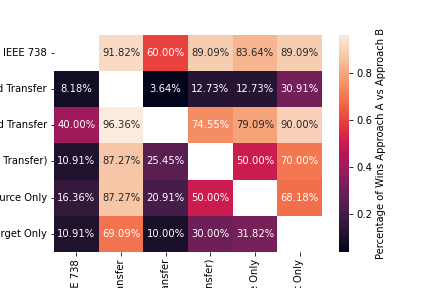 IEEE 738 91.82% 60.00% 89.09% 83.64% 89.09%
d Transfer 8.18% 3.64% 12.73% 12.73% 30.91%
d Transfer 40.00% 96.36% 74.55% 79.09% 90.00%
Transfer) 10.91% 87.27% 25.45% 50.00% 70.00%
urce Only 16.36% 87.27% 20.91% 50.00% 68.18%
rget Only 10.91% 69.09% 10.00% 30.00% 31.82%
E 738
ansfer
ansfer
ansfer)
e Only
t Only
0.8
0.6
0.4
0.2
Percentage of Wins Approach A vs Approach B